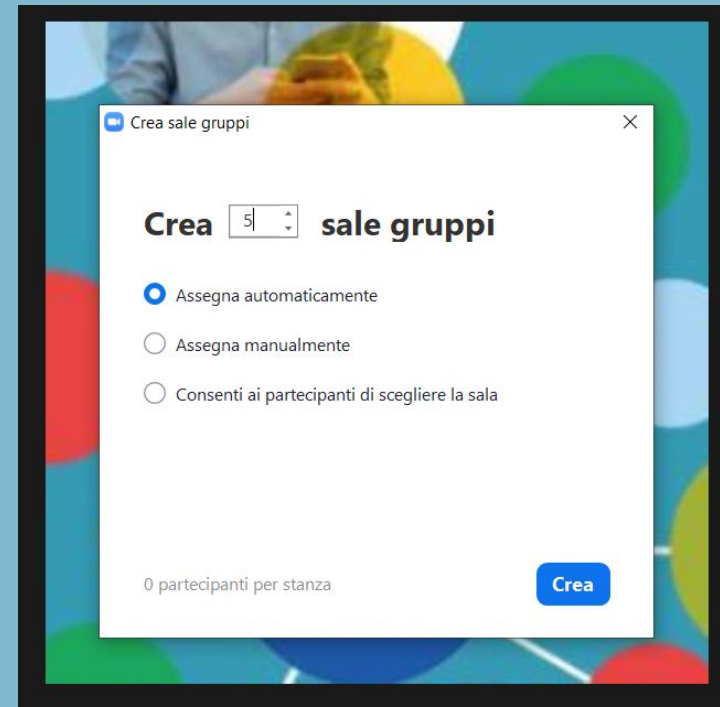 Crea sale gruppi
Crea 5 sale gruppi
Assegna automaticamente
Assegna manualmente
Consenti ai partecipanti di scegliere la sala
0 partecipanti per stanza
Crea